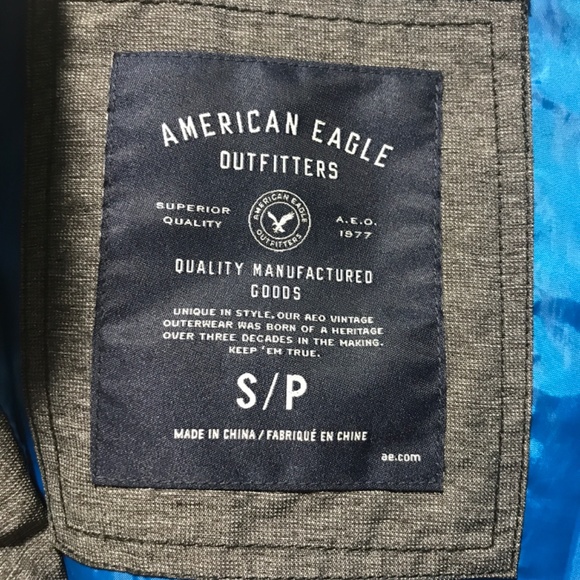 AMERICAN EAGLE
OUTFITTERS
SUPERIOR
QUALITY
AMERICAN EAGLE
OUTFITTERS
A.E.O.
1977
QUALITY MANUFACTURED
GOODS
UNIQUE IN STYLE, OUR AEO VINTAGE
OUTERWEAR WAS BORN OF A HERITAGE
OVER THREE DECADES IN THE MAKING.
KEEP 'EM TRUE.
S/P
MADE IN CHINA / FABRIQUÉ EN CHINE
ae.com